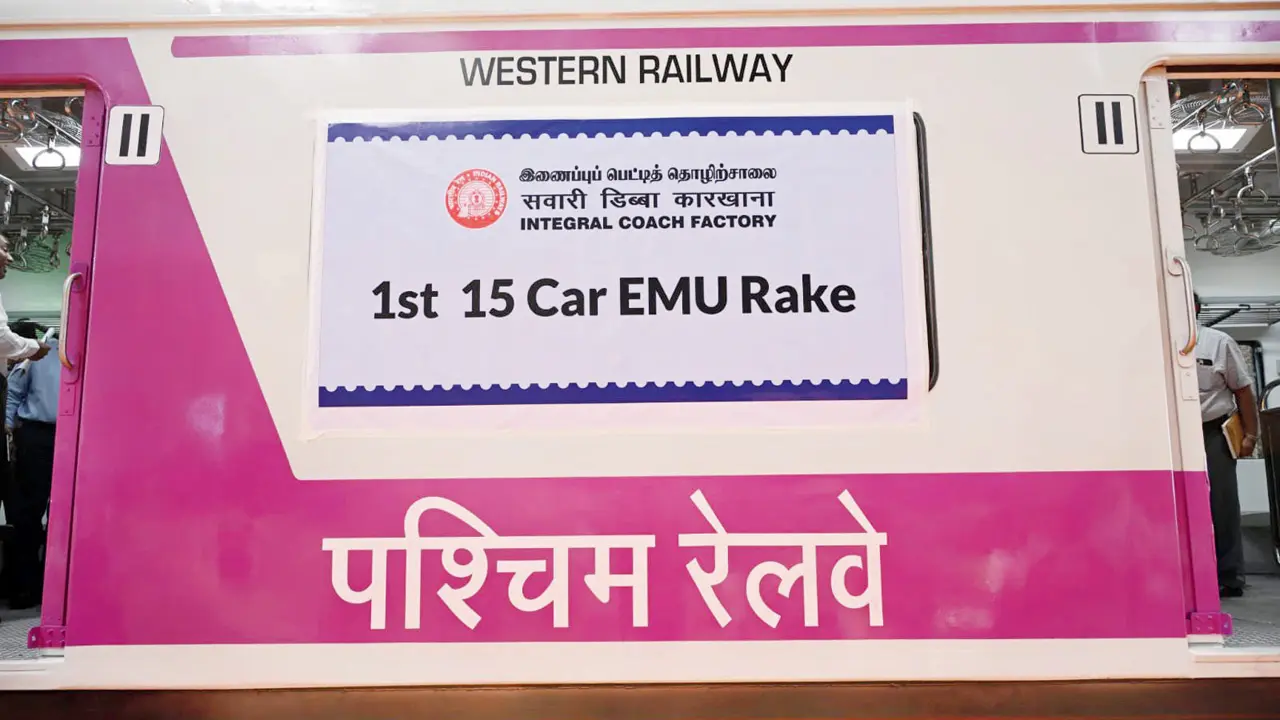 WESTERN RAILWAY
II
II
இணைப்புப் பெட்டித் தொழிற்சாலை
सवारी डिब्बा कारखाना
INTEGRAL COACH FACTORY
1st 15 Car EMU Rake
पश्चिम रेलवे